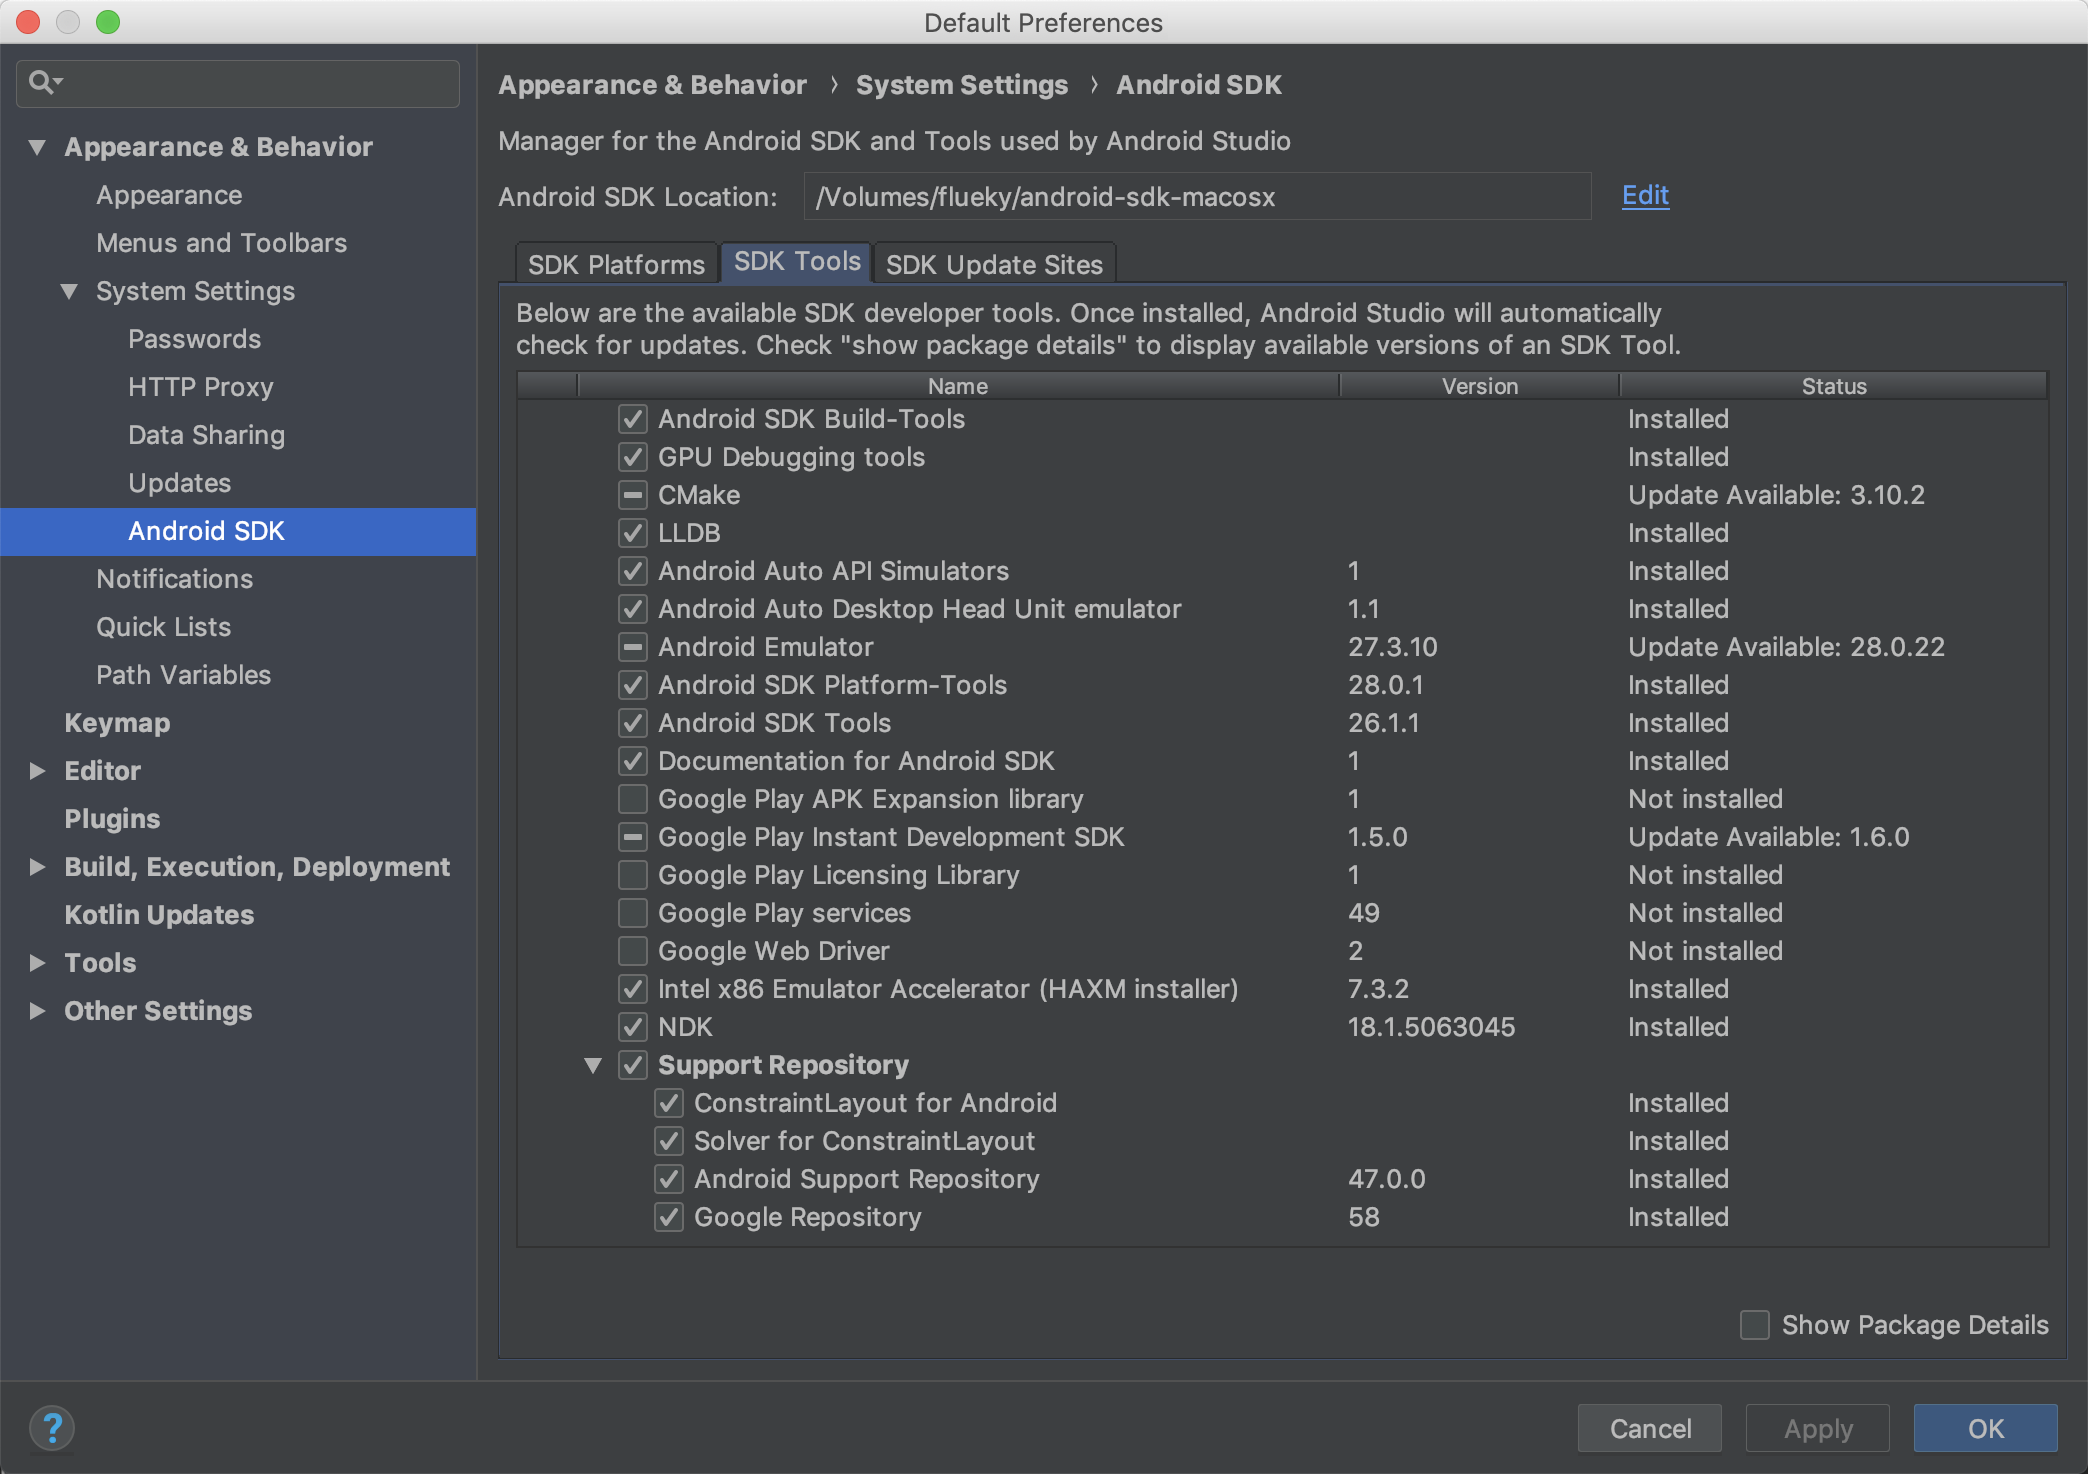 Default Preferences
Appearance & Behavior
Appearance
Menus and Toolbars
System Settings
Passwords
HTTP Proxy
Data Sharing
Updates
Android SDK
Notifications
Quick Lists
Path Variables
Keymap
Editor
Plugins
Build, Execution, Deployment
Kotlin Updates
Tools
Other Settings
Appearance & Behavior › System Settings › Android SDK
Manager for the Android SDK and Tools used by Android Studio
Android SDK Location: /Volumes/flueky/android-sdk-macosx Edit
SDK Platforms SDK Tools SDK Update Sites
Below are the available SDK developer tools. Once installed, Android Studio will automatically
check for updates. Check "show package details" to display available versions of an SDK Tool.
Name Version Status
Android SDK Build-Tools Installed
GPU Debugging tools Installed
CMake Update Available: 3.10.2
LLDB Installed
Android Auto API Simulators 1 Installed
Android Auto Desktop Head Unit emulator 1.1 Installed
Android Emulator 27.3.10 Update Available: 28.0.22
Android SDK Platform-Tools 28.0.1 Installed
Android SDK Tools 26.1.1 Installed
Documentation for Android SDK 1 Installed
Google Play APK Expansion library 1 Not installed
Google Play Instant Development SDK 1.5.0 Update Available: 1.6.0
Google Play Licensing Library 1 Not installed
Google Play services 49 Not installed
Google Web Driver 2 Not installed
Intel x86 Emulator Accelerator (HAXM installer) 7.3.2 Installed
NDK 18.1.5063045 Installed
Support Repository
ConstraintLayout for Android Installed
Solver for ConstraintLayout Installed
Android Support Repository 47.0.0 Installed
Google Repository 58 Installed
Show Package Details
? Cancel Apply OK